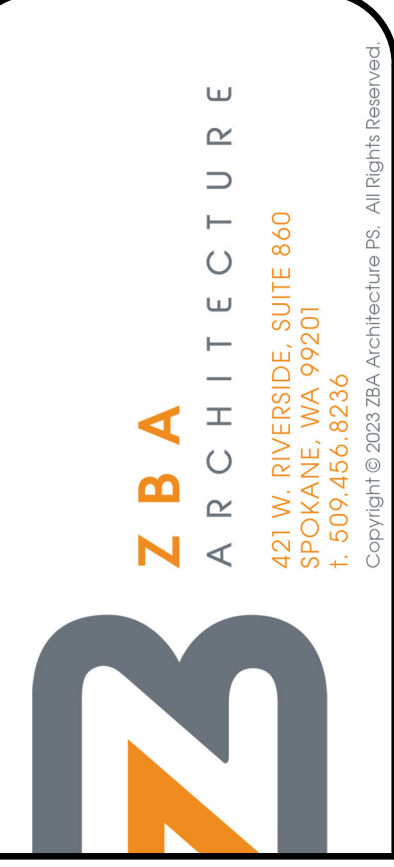 ZBA
ARCHITECTURE
421 W. RIVERSIDE, SUITE 860
SPOKANE, WA 99201
t. 509.456.8236
Copyright © 2023 ZBA Architecture PS. All Rights Reserved.